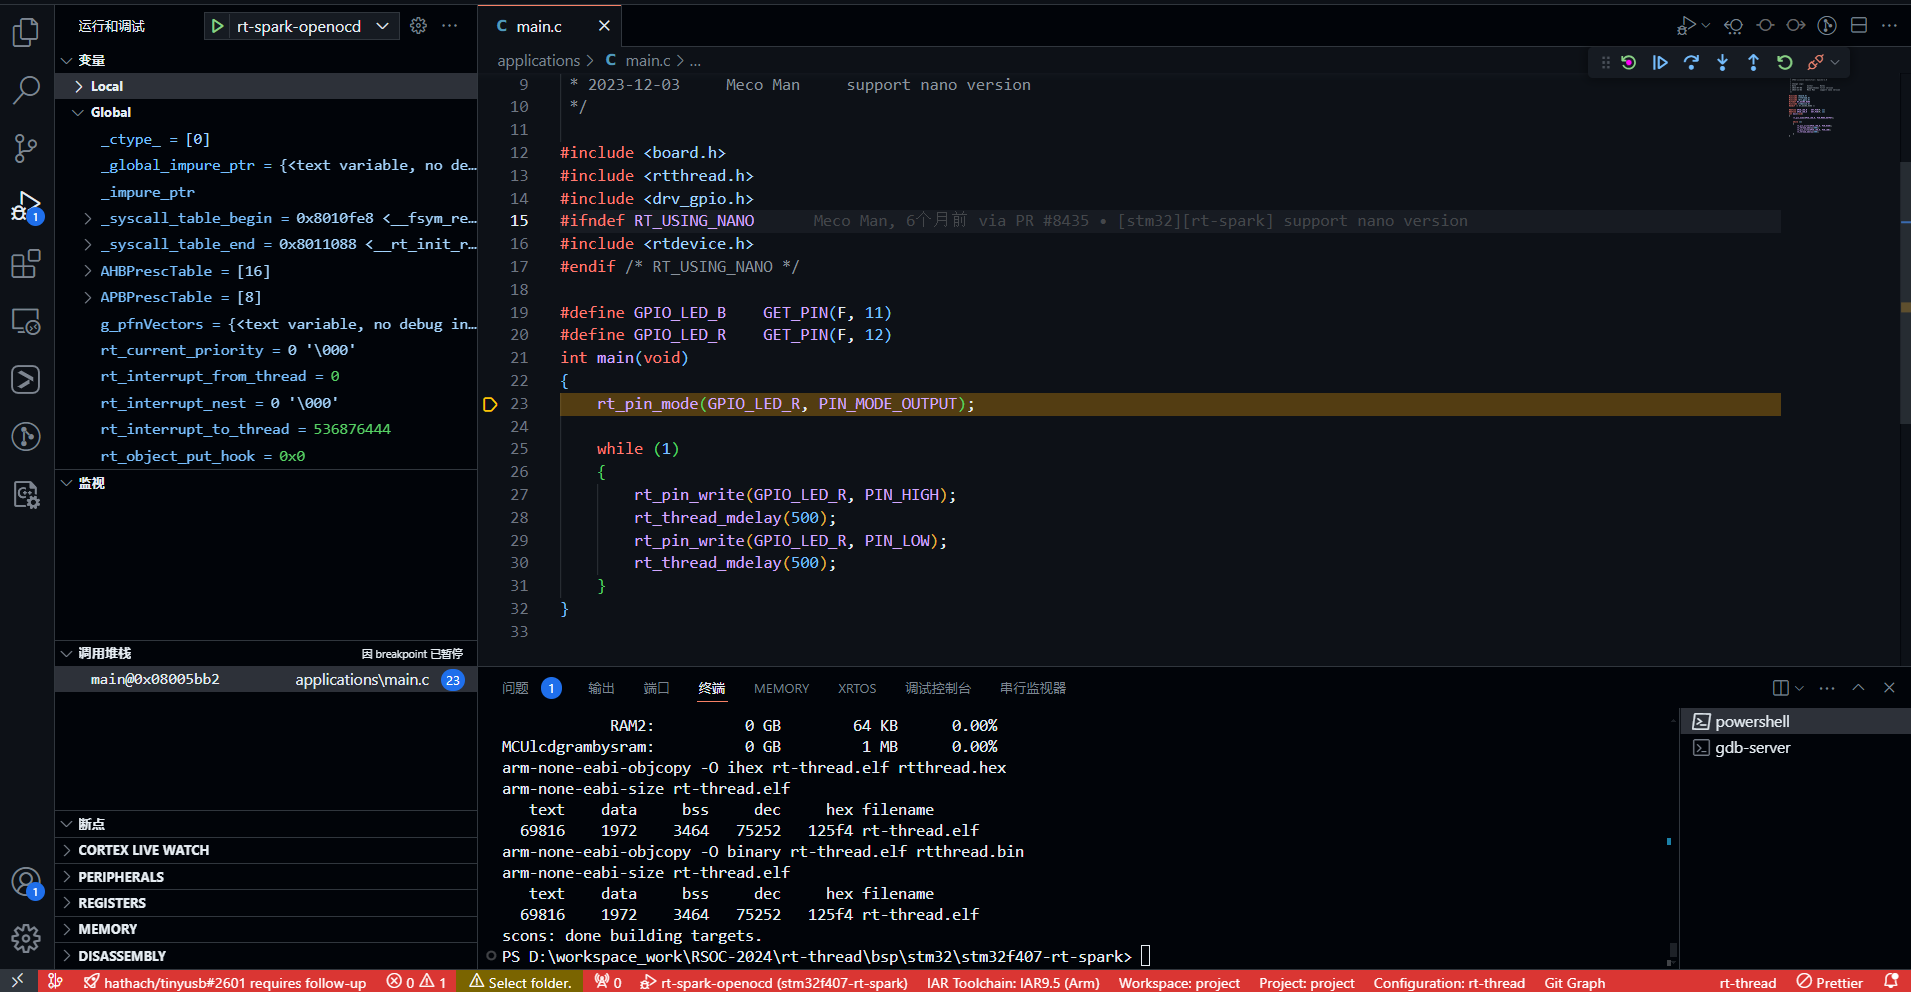 运行和调试
rt-spark-openocd
变量
Local
Global
_ctype_ = [0]
_global_impure_ptr = {<text variable, no de…
_impure_ptr
_syscall_table_begin = 0x8010fe8 <__fsym_re…
_syscall_table_end = 0x8011088 <__rt_init_r…
AHBPrescTable = [16]
APBPrescTable = [8]
g_pfnVectors = {<text variable, no debug in…
rt_current_priority = 0 '\000'
rt_interrupt_from_thread = 0
rt_interrupt_nest = 0 '\000'
rt_interrupt_to_thread = 536876444
rt_object_put_hook = 0x0
监视
调用堆栈 因 breakpoint 已暂停
main@0x08005bb2 applications\main.c 23
断点
CORTEX LIVE WATCH
PERIPHERALS
REGISTERS
MEMORY
DISASSEMBLY
1
1
C main.c
applications > C main.c > ...
9 * 2023-12-03 Meco Man support nano version
10 */
11
12 #include <board.h>
13 #include <rtthread.h>
14 #include <drv_gpio.h>
15 #ifndef RT_USING_NANO Meco Man, 6个月前 via PR #8435 • [stm32][rt-spark] support nano version
16 #include <rtdevice.h>
17 #endif /* RT_USING_NANO */
18
19 #define GPIO_LED_B GET_PIN(F, 11)
20 #define GPIO_LED_R GET_PIN(F, 12)
21 int main(void)
22 {
23 rt_pin_mode(GPIO_LED_R, PIN_MODE_OUTPUT);
24
25 while (1)
26 {
27 rt_pin_write(GPIO_LED_R, PIN_HIGH);
28 rt_thread_mdelay(500);
29 rt_pin_write(GPIO_LED_R, PIN_LOW);
30 rt_thread_mdelay(500);
31 }
32 }
33
问题 1 输出 端口 终端 MEMORY XRTOS 调试控制台 串行监视器
RAM2: 0 GB 64 KB 0.00%
MCUlcdgrambysram: 0 GB 1 MB 0.00%
arm-none-eabi-objcopy -O ihex rt-thread.elf rtthread.hex
arm-none-eabi-size rt-thread.elf
text data bss dec hex filename
69816 1972 3464 75252 125f4 rt-thread.elf
arm-none-eabi-objcopy -O binary rt-thread.elf rtthread.bin
arm-none-eabi-size rt-thread.elf
text data bss dec hex filename
69816 1972 3464 75252 125f4 rt-thread.elf
scons: done building targets.
PS D:\workspace_work\RSOC-2024\rt-thread\bsp\stm32\stm32f407-rt-spark>
powershell
gdb-server
hathach/tinyusb#2601 requires follow-up 0 1 Select folder. 0 rt-spark-openocd (stm32f407-rt-spark) IAR Toolchain: IAR9.5 (Arm) Workspace: project Project: project Configuration: rt-thread Git Graph rt-thread Prettier